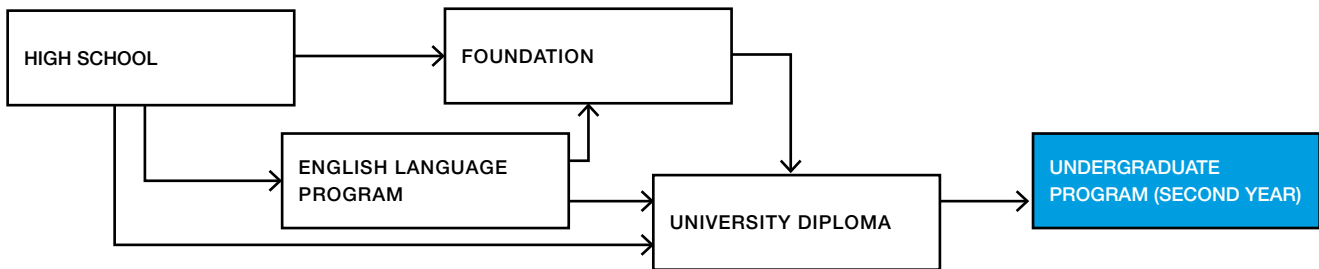 HIGH SCHOOL
FOUNDATION
ENGLISH LANGUAGE
PROGRAM
UNIVERSITY DIPLOMA
UNDERGRADUATE
PROGRAM (SECOND YEAR)